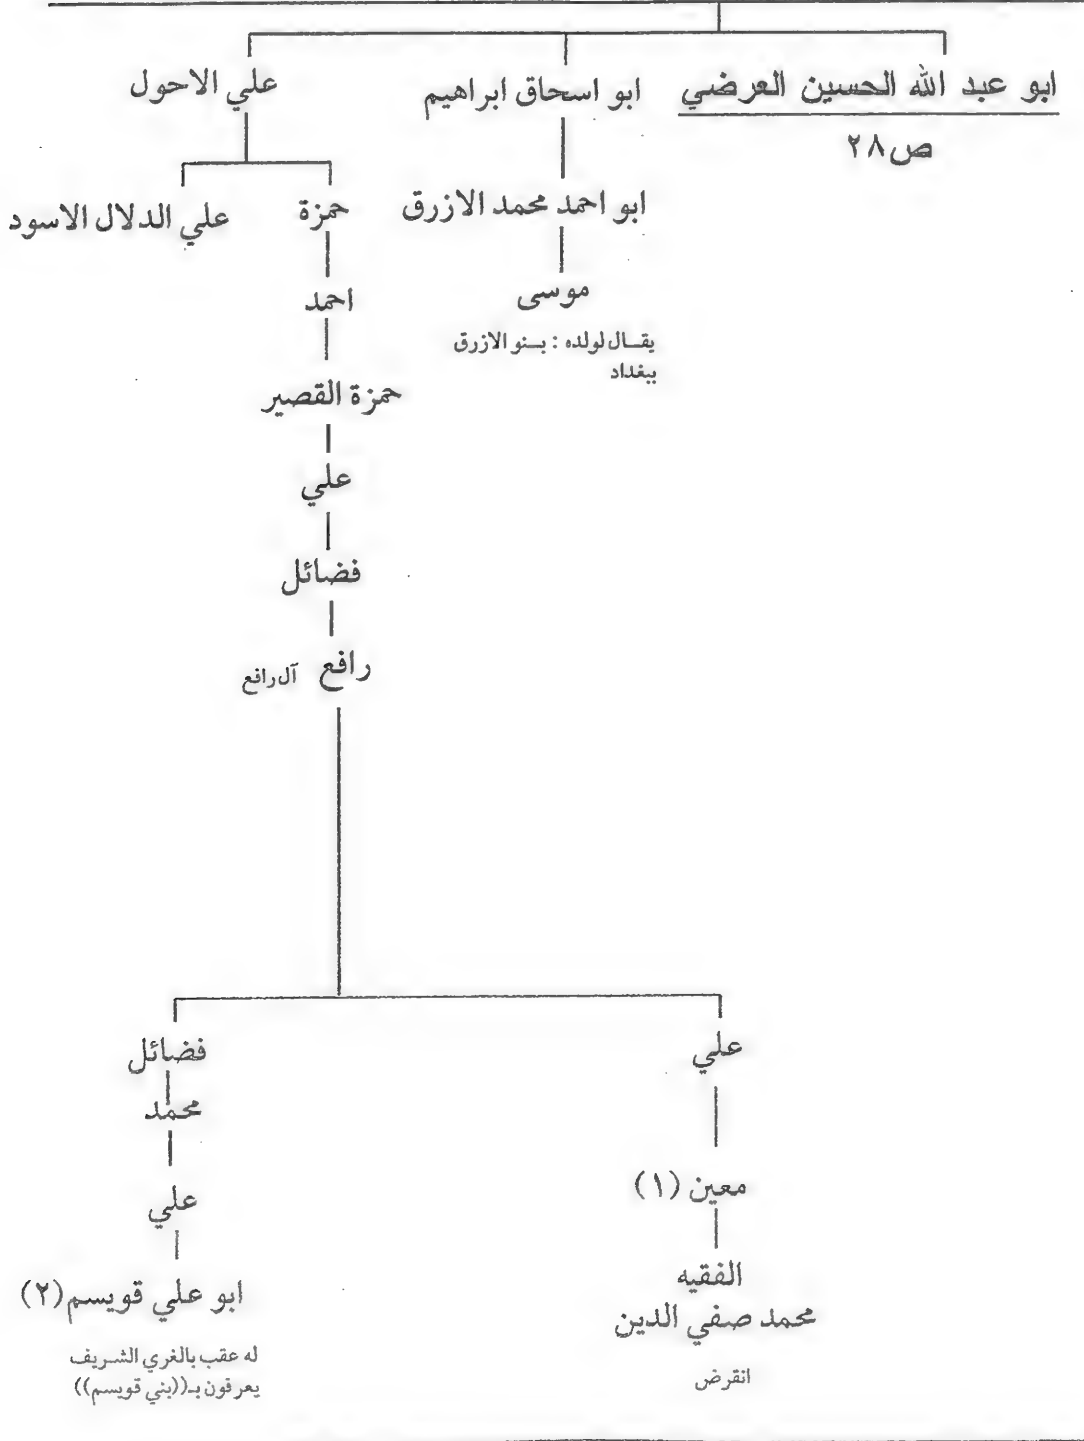 ابو عبد الله الحسين العرضي
ص ٢٨
ابو اسحاق ابراهيم
ابو احمد محمد الازرق
موسى
يقال لولده : بنو الازرق
ببغداد
علي الاحول
حمزة
علي الدلال الاسود
احمد
حمزة القصير
علي
فضائل
رافع آل رافع
علي
معين (١)
الفقيه
محمد صفي الدين
انقرض
فضائل
محمد
علي
ابو علي قويسم (٢)
له عقب بالغري الشريف
يعرفون بـ((بني قويسم))